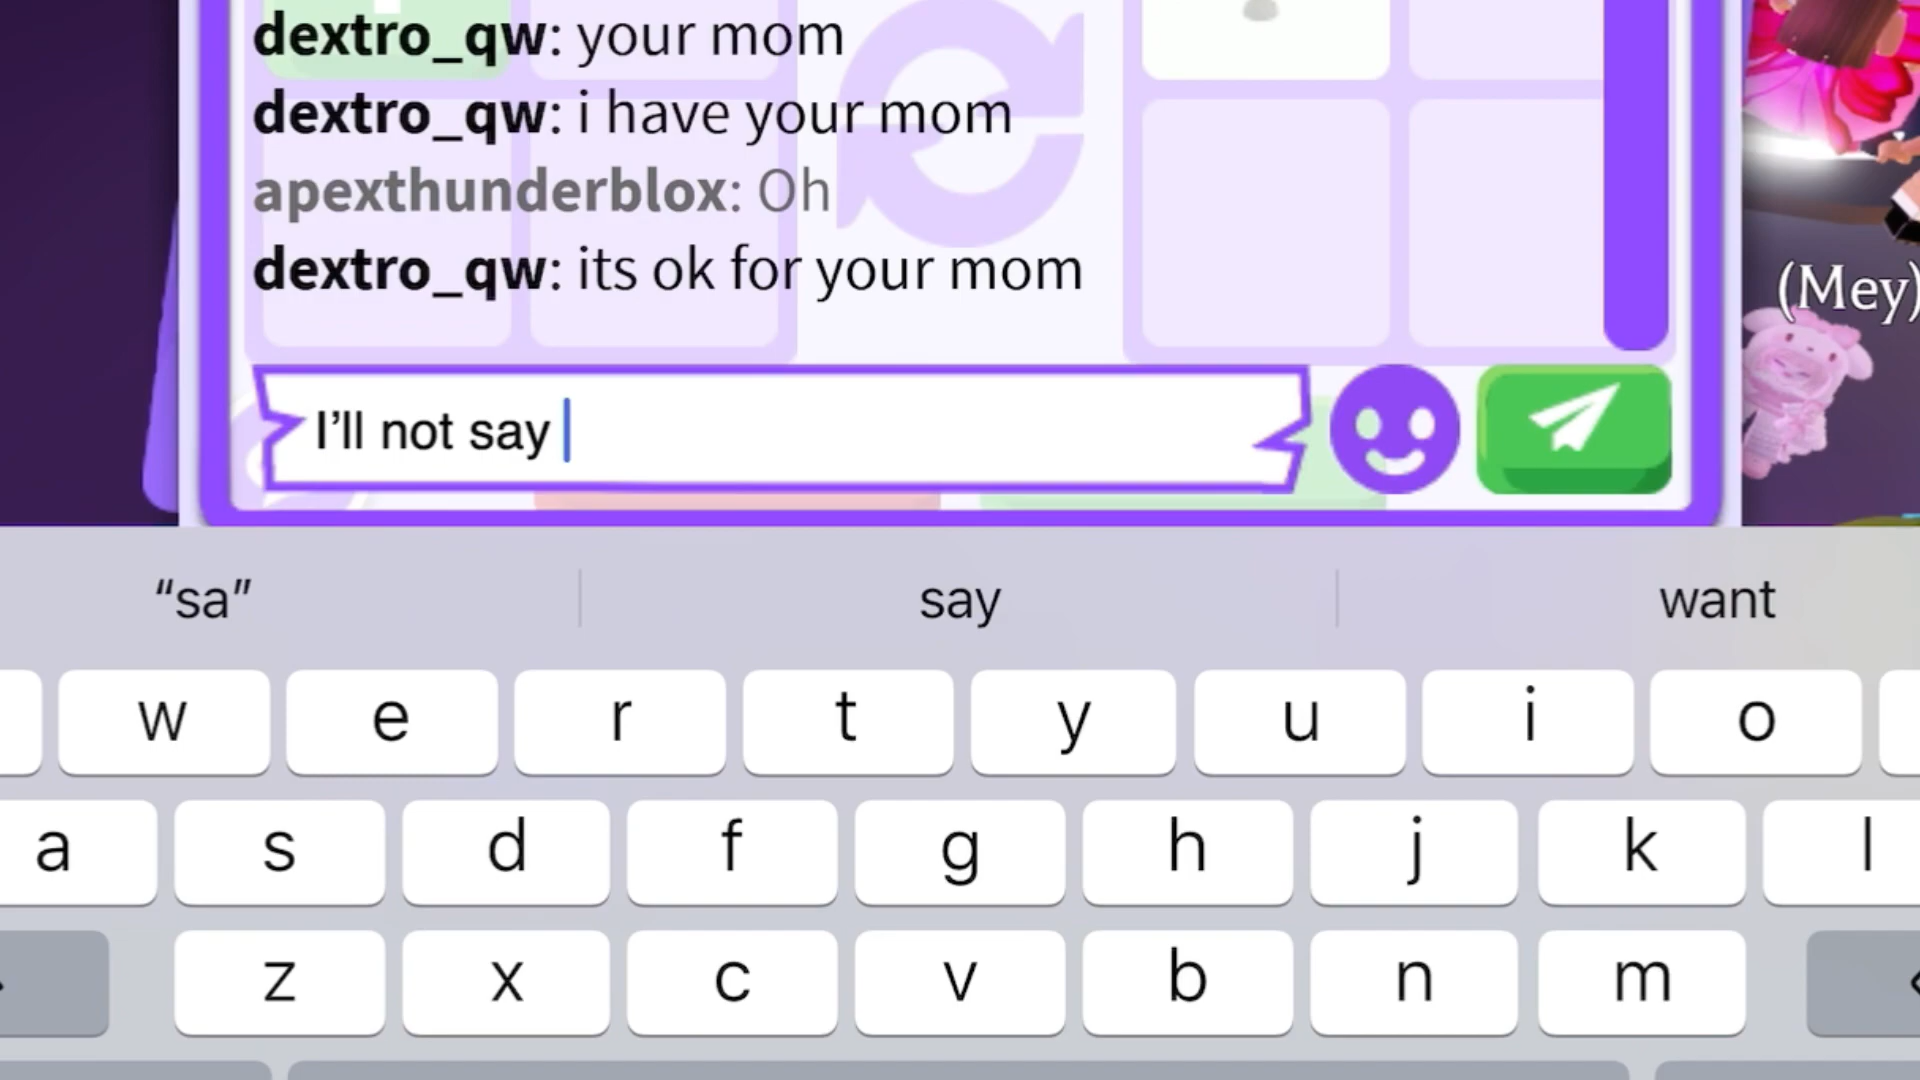 dextro_qw: your mom
dextro_qw: i have your mom
apexthunderblox: Oh
dextro_qw: its ok for your mom
(Mey)
I’ll not say
“sa” say want
w e r t y u i o
a s d f g h j k l
z x c v b n m